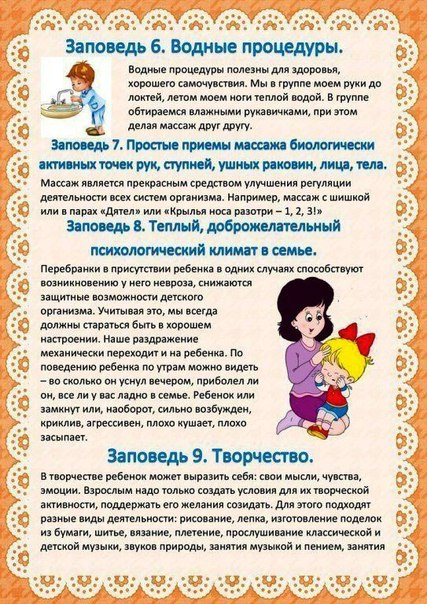 Заповедь 6. Водные процедуры.
Водные процедуры полезны для здоровья,
хорошего самочувствия. Мы в группе моем руки до
локтей, летом моем ноги теплой водой. В группе
обтираемся влажными рукавичками, при этом
делая массаж друг другу.
Заповедь 7. Простые приемы массажа биологически
активных точек рук, ступней, ушных раковин, лица, тела.
Массаж является прекрасным средством улучшения регуляции
деятельности всех систем организма. Например, массаж с шишкой
или в парах «Дятел» или «Крылья носа разотри – 1, 2, 3!»
Заповедь 8. Теплый, доброжелательный
психологический климат в семье.
Перебранки в присутствии ребенка в одних случаях способствуют
возникновению у него невроза, снижаются
защитные возможности детского
организма. Учитывая это, мы всегда
должны стараться быть в хорошем
настроении. Наше раздражение
механически переходит и на ребенка. По
поведению ребенка по утрам можно видеть
– во сколько он уснул вечером, приболел ли
он, все ли у вас ладно в семье. Ребенок или
замкнут или, наоборот, сильно возбужден,
криклив, агрессивен, плохо кушает, плохо
засыпает.
Заповедь 9. Творчество.
В творчестве ребенок может выразить себя: свои мысли, чувства,
эмоции. Взрослым надо только создать условия для их творческой
активности, поддержать его желания созидать. Для этого подходят
разные виды деятельности: рисование, лепка, изготовление поделок
из бумаги, шитье, вязание, плетение, прослушивание классической и
детской музыки, звуков природы, занятия музыкой и пением, занятия